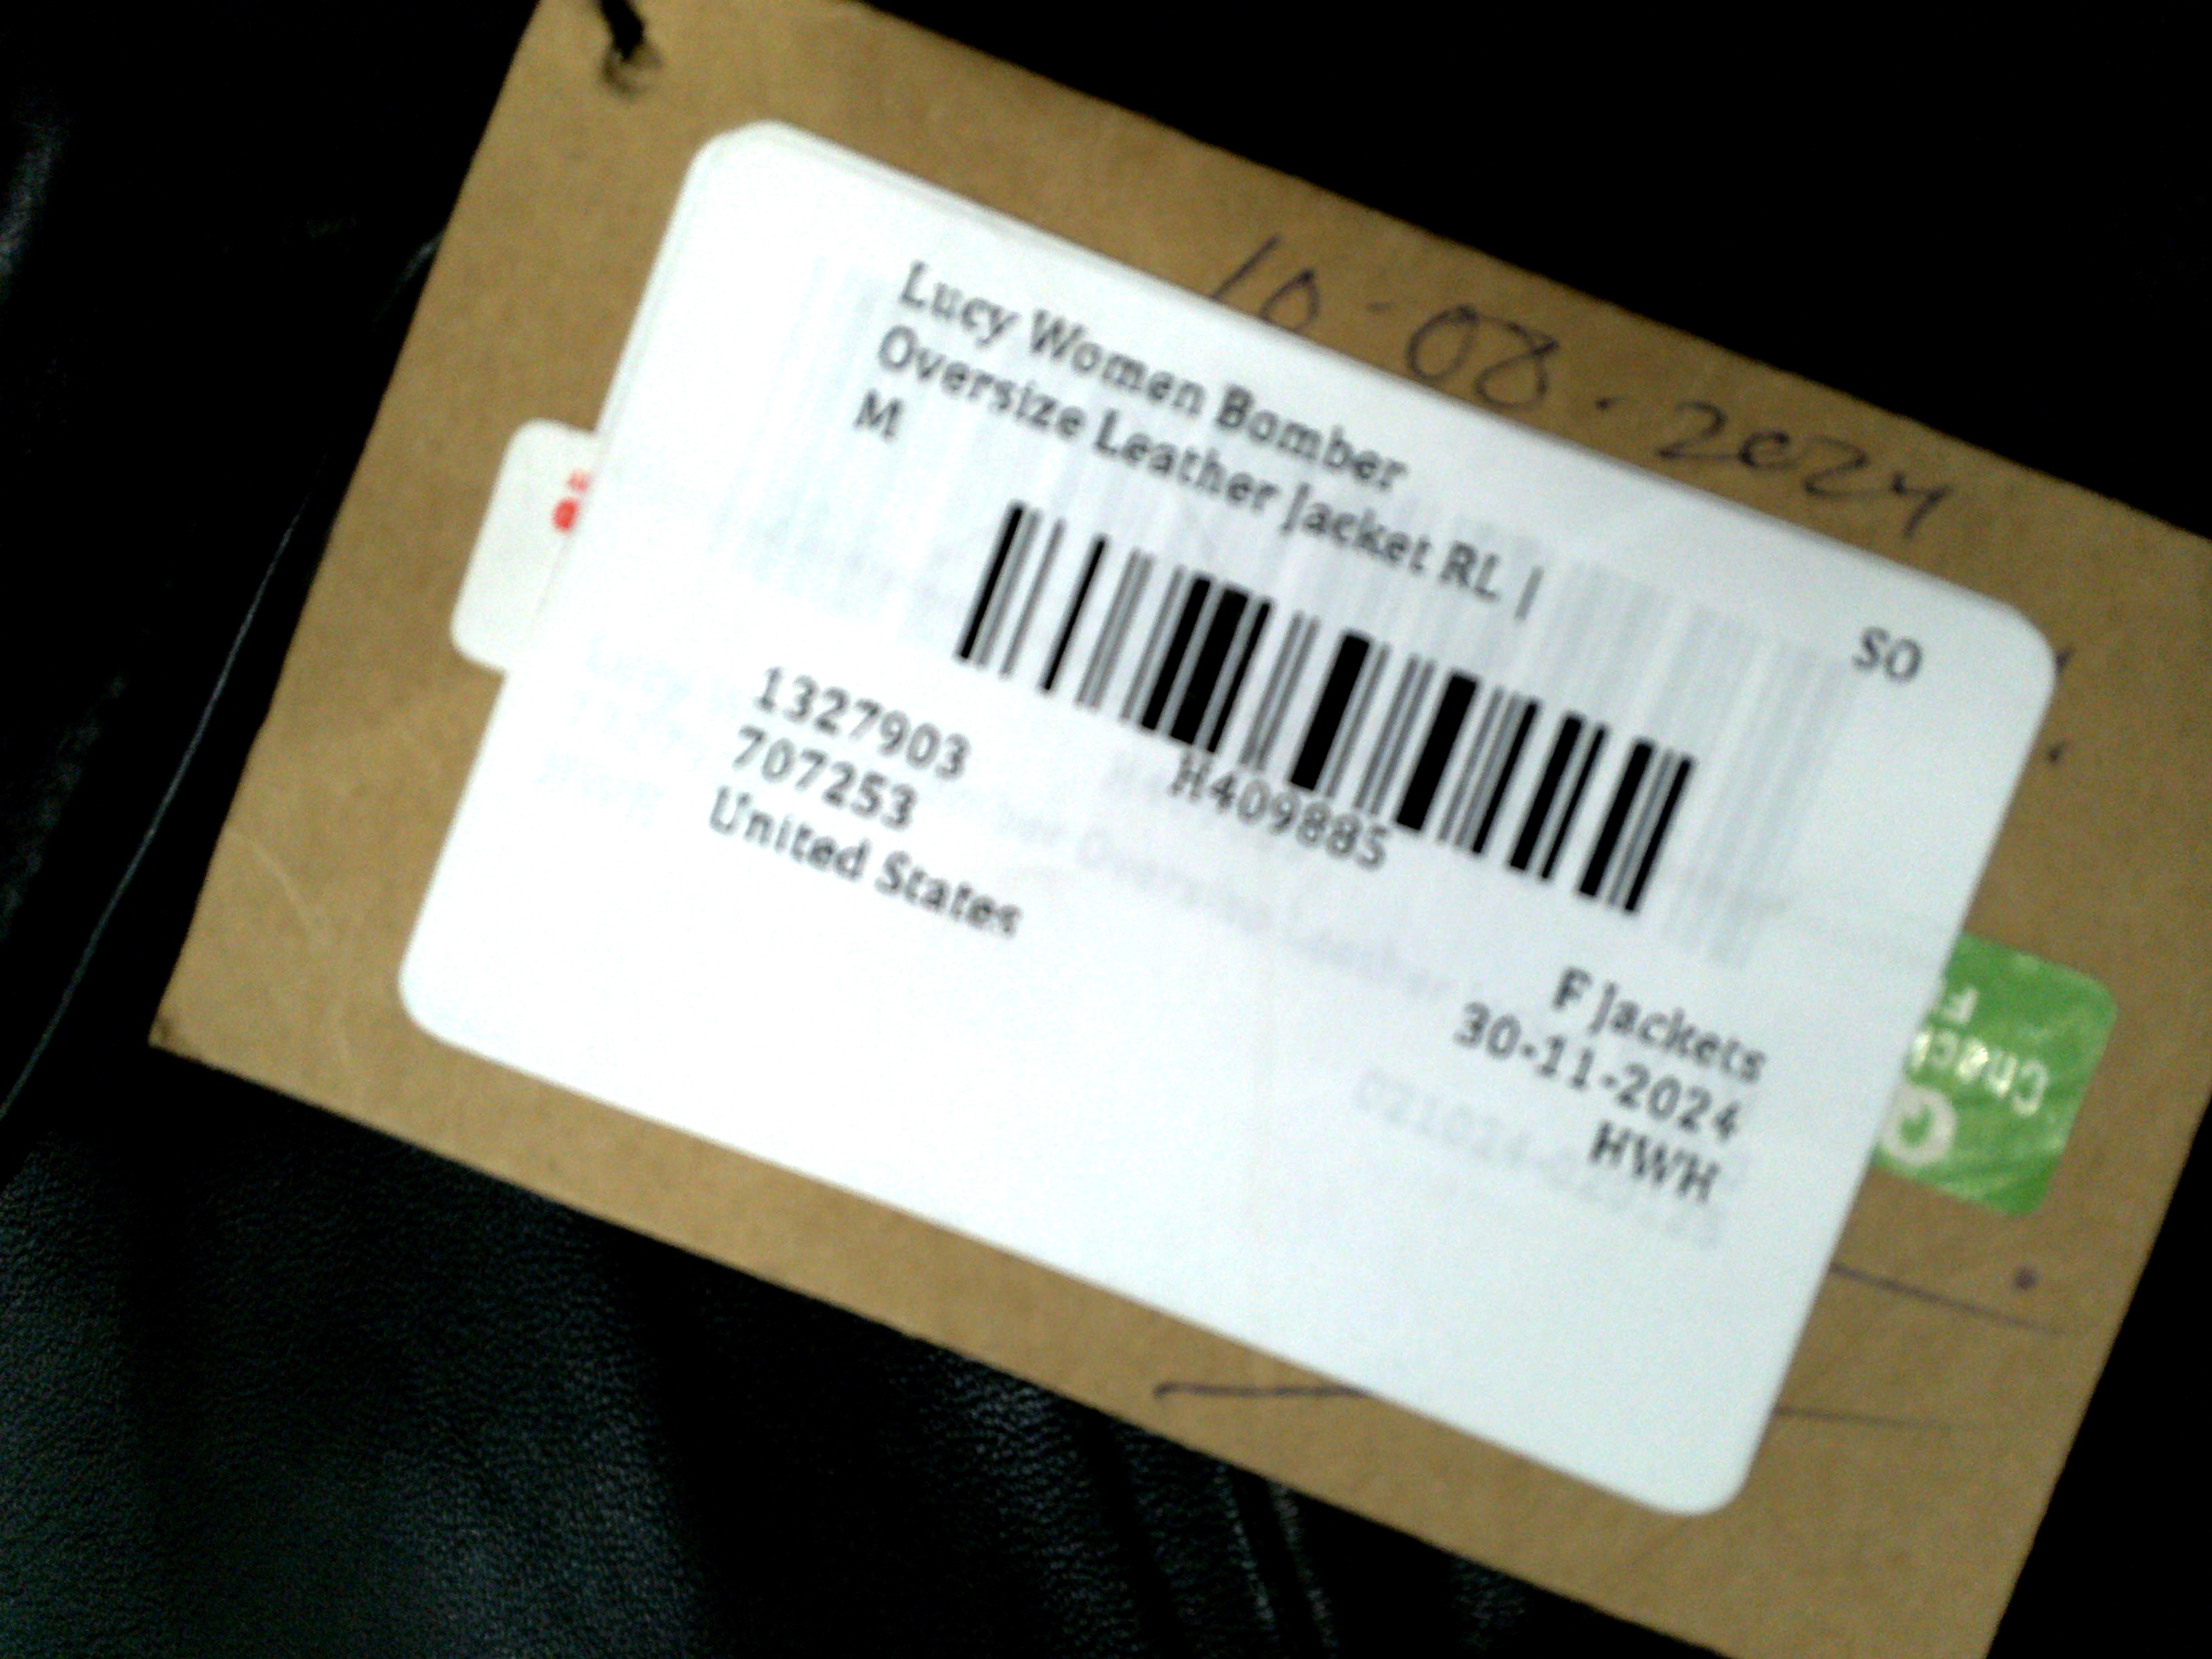 10-08.2024
Lucy Women Bomber
Oversize Leather Jacket RL |
M
SO
H409885
1327903
707253
United States
F Jackets
30-11-2024
HWH